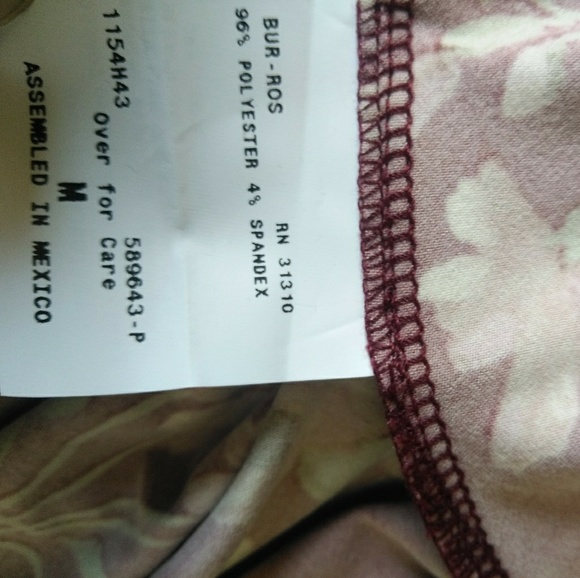 BUR-ROS
RN 31310
96% POLYESTER 4% SPANDEX
589643-P
1154H43
over for Care
M
ASSEMBLED IN MEXICO